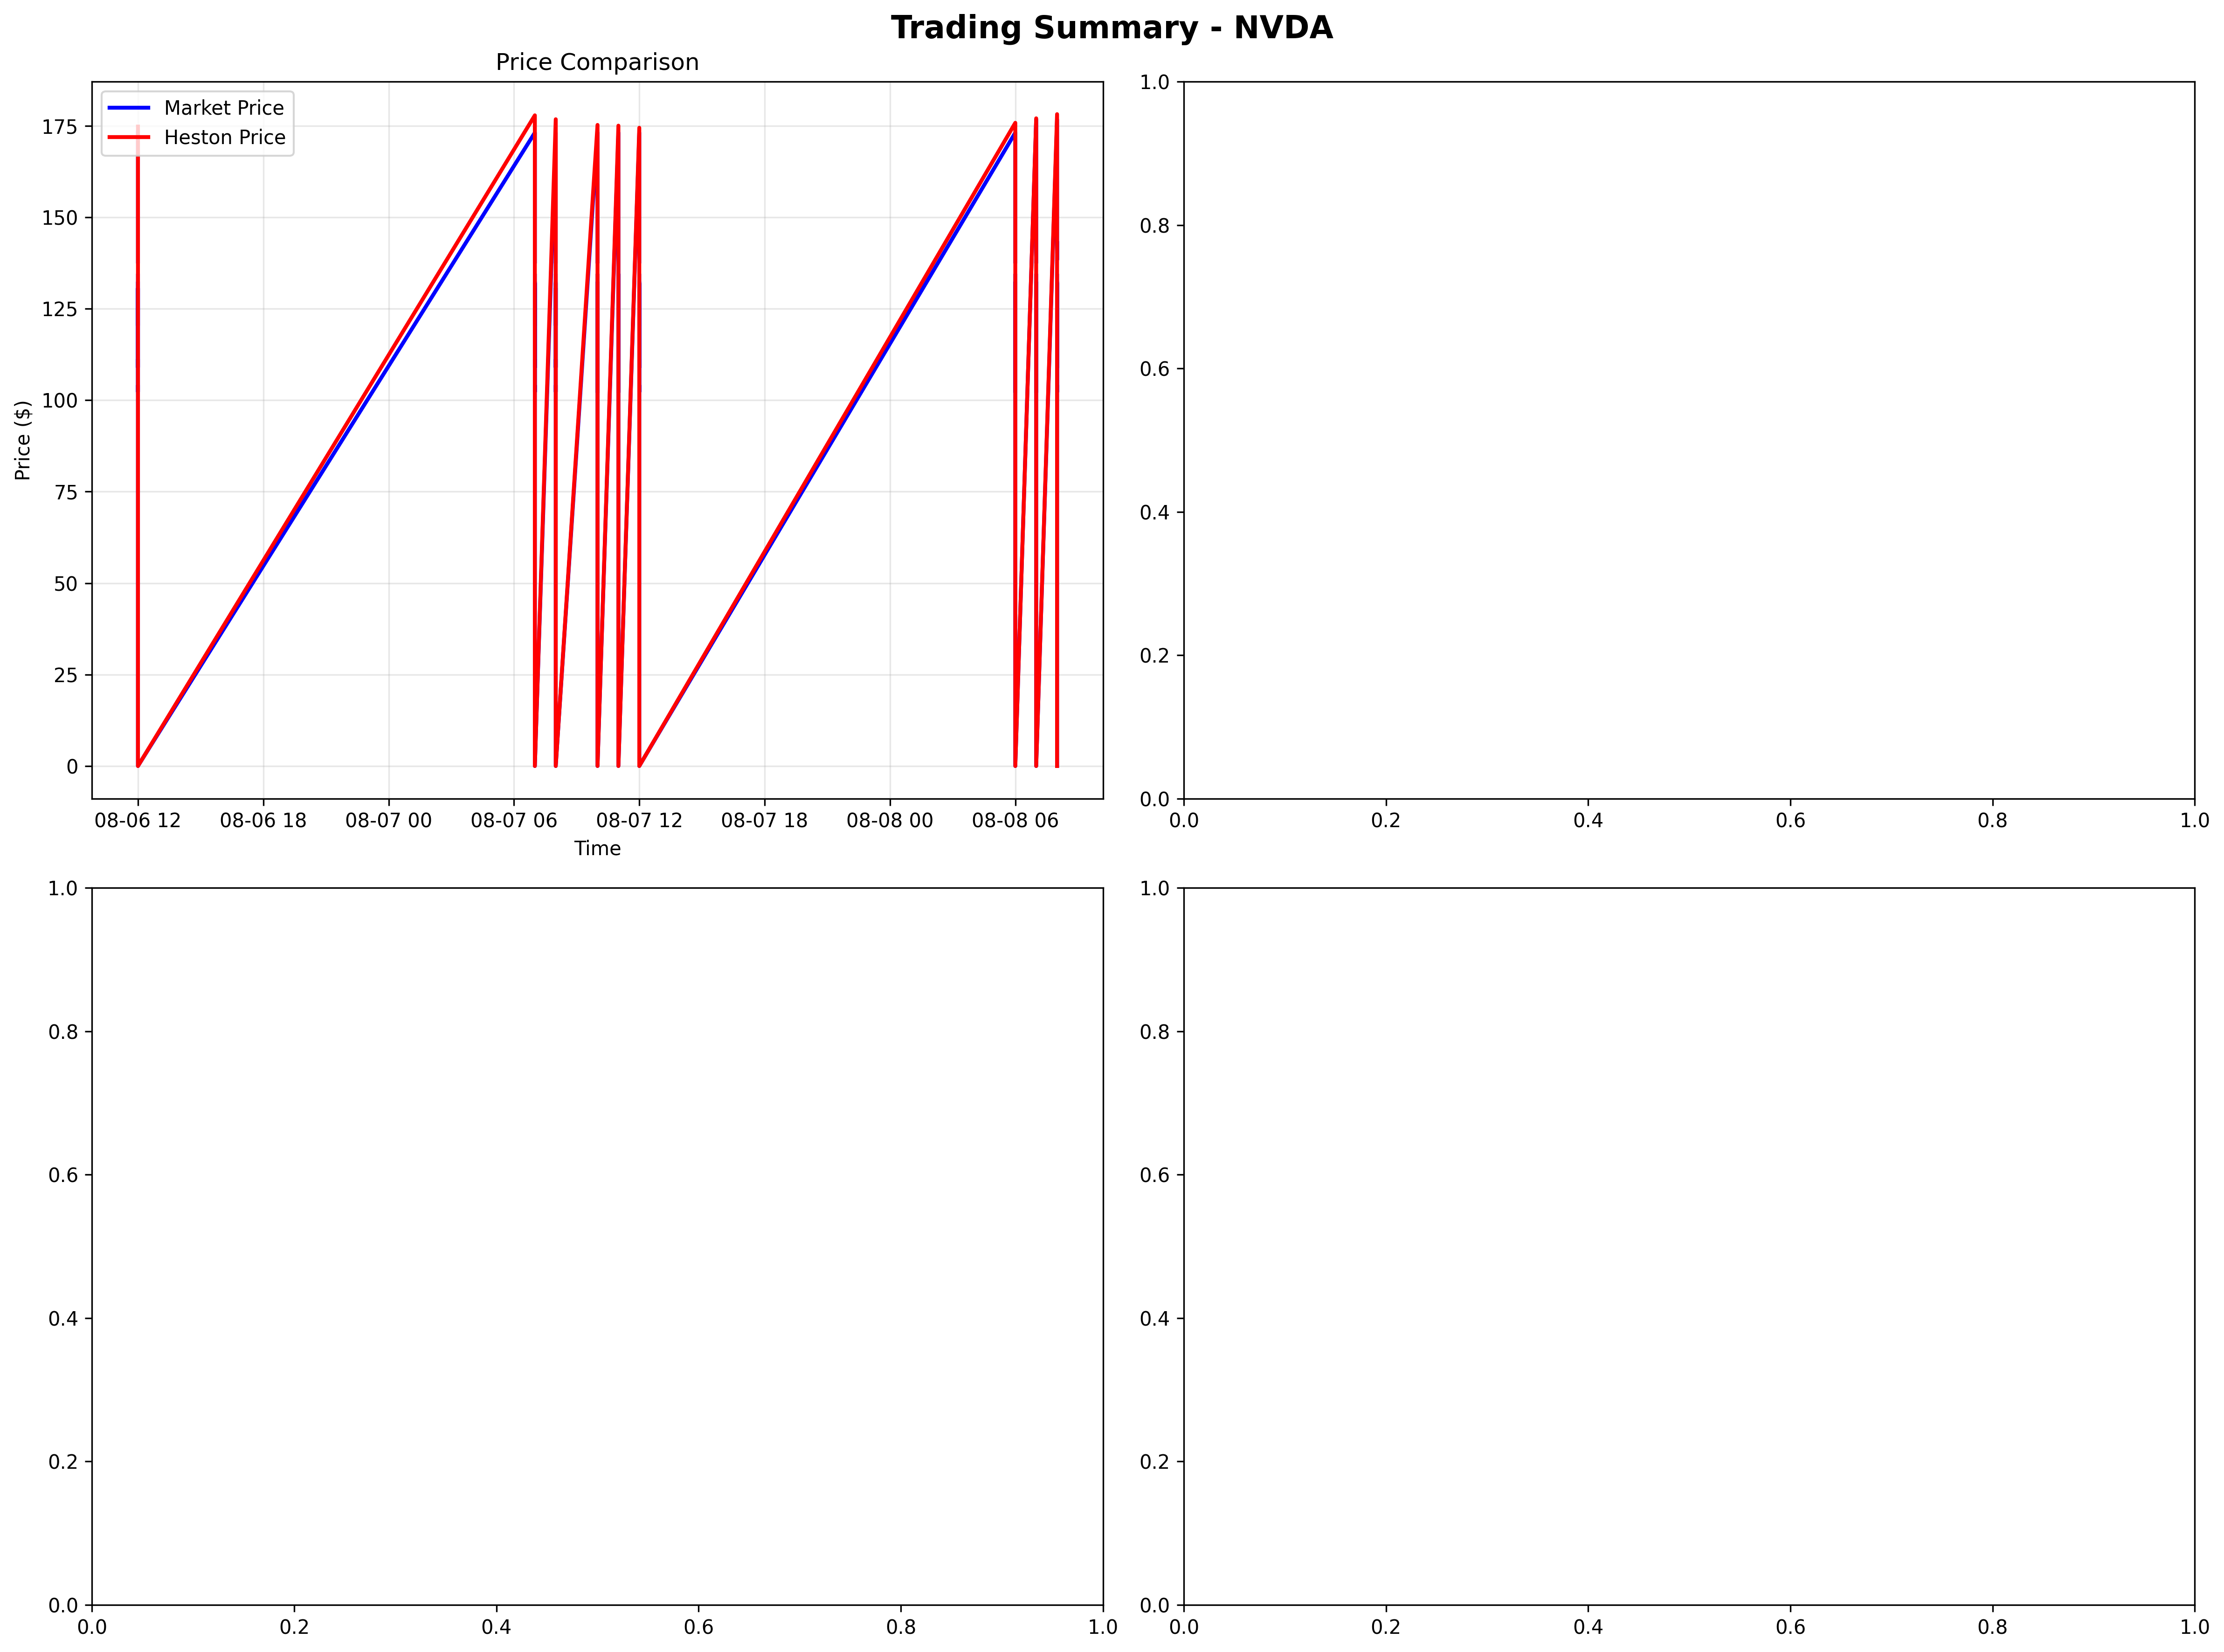 Trading Summary - NVDA
Price Comparison
Market Price
Heston Price
Price ($)
175
150
125
100
75
50
25
0
08-06 12 08-06 18 08-07 00 08-07 06 08-07 12 08-07 18 08-08 00 08-08 06
Time
1.0
0.8
0.6
0.4
0.2
0.0
0.0 0.2 0.4 0.6 0.8 1.0
1.0
0.8
0.6
0.4
0.2
0.0
0.0 0.2 0.4 0.6 0.8 1.0
1.0
0.8
0.6
0.4
0.2
0.0
0.0 0.2 0.4 0.6 0.8 1.0